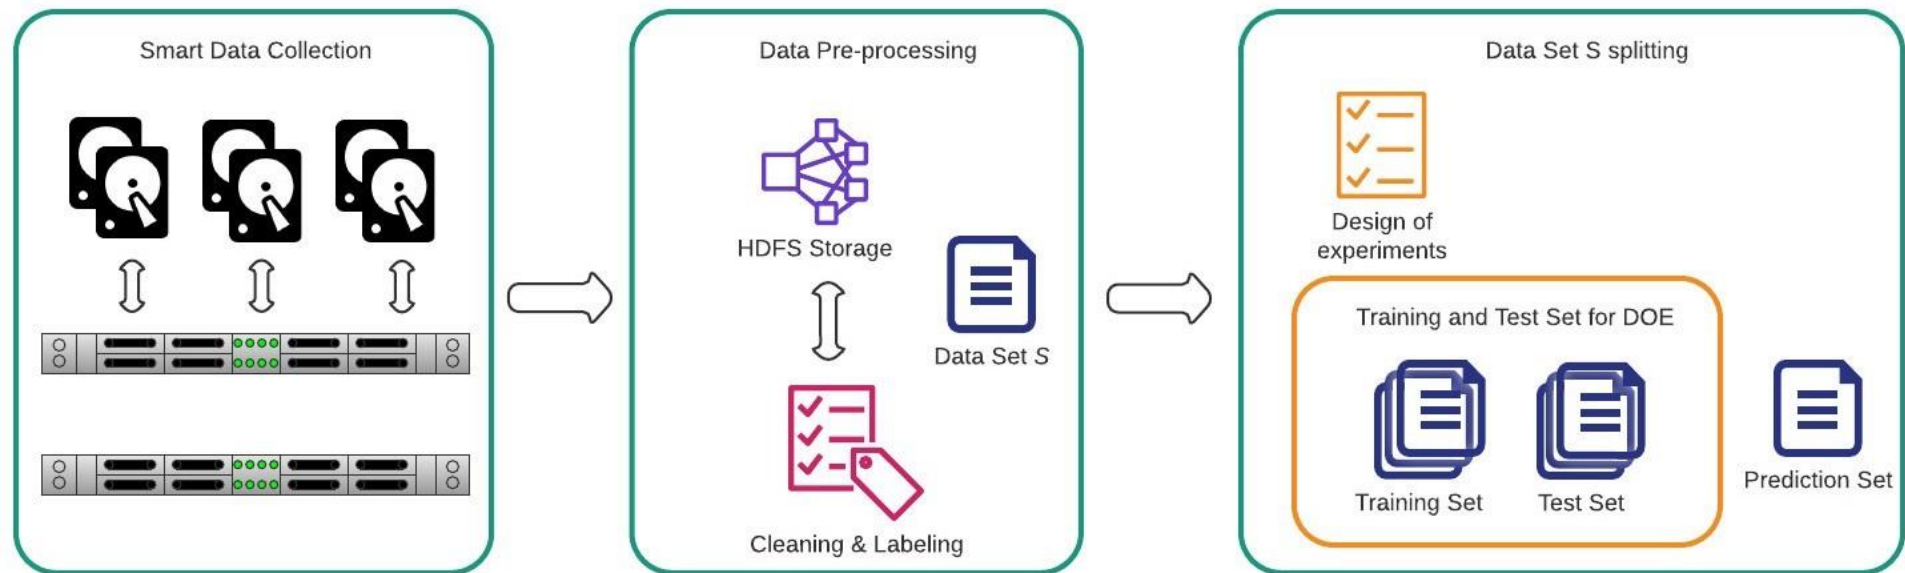 Smart Data Collection
Data Pre-processing
HDFS Storage
Data Set S
Cleaning & Labeling
Data Set S splitting
Design of
experiments
Training and Test Set for DOE
Training Set
Test Set
Prediction Set